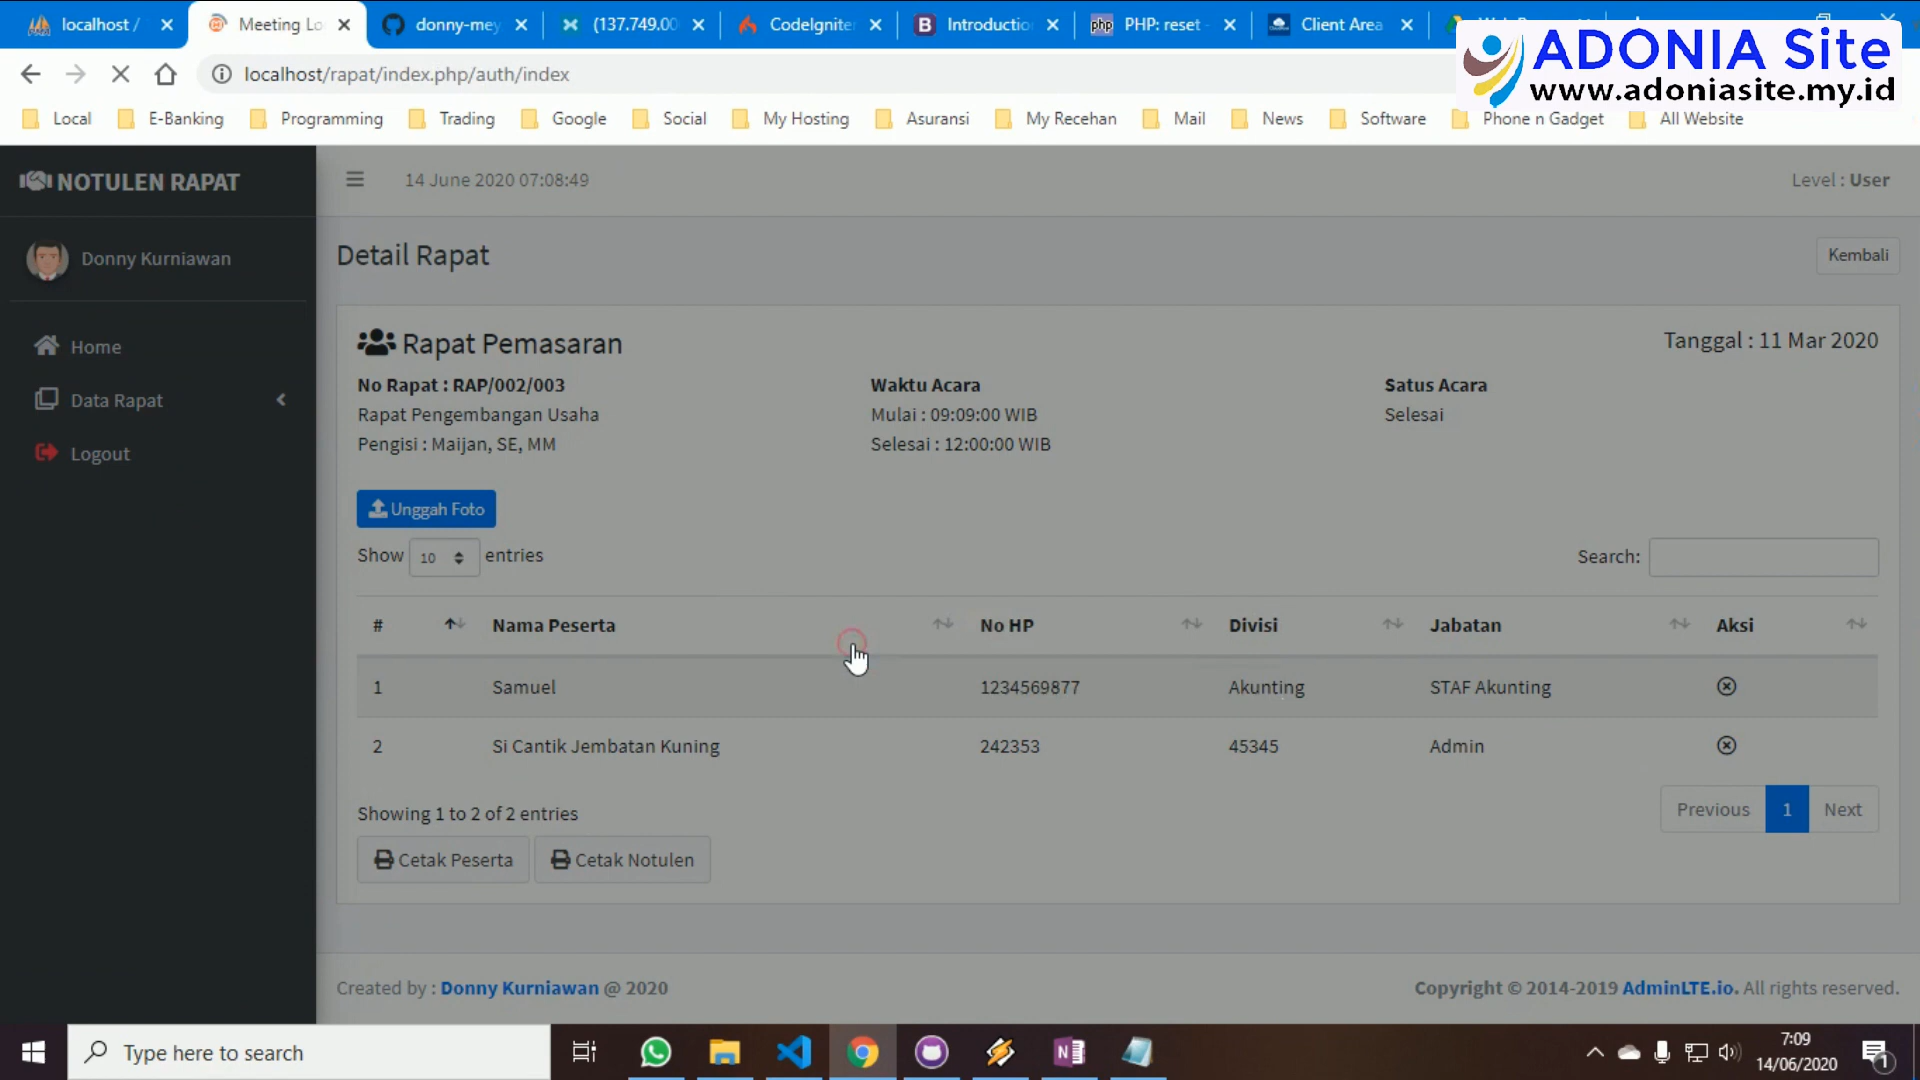 localhost /
Meeting Lo
donny-mey
(137.749.00
CodeIgniter
Introductio
php PHP: reset -
Client Area
ADONIA Site
www.adoniasite.my.id
localhost/rapat/index.php/auth/index
Local E-Banking Programming Trading Google Social My Hosting Asuransi My Recehan Mail News Software Phone n Gadget All Website
NOTULEN RAPAT
14 June 2020 07:08:49
Level : User
Donny Kurniawan
Home
Data Rapat
Logout
Detail Rapat
Kembali
Rapat Pemasaran
Tanggal : 11 Mar 2020
No Rapat : RAP/002/003
Rapat Pengembangan Usaha
Pengisi : Maijan, SE, MM
Waktu Acara
Mulai : 09:09:00 WIB
Selesai : 12:00:00 WIB
Satus Acara
Selesai
Unggah Foto
Show 10 entries
Search:
# Nama Peserta No HP Divisi Jabatan Aksi
1 Samuel 1234569877 Akunting STAF Akunting
2 Si Cantik Jembatan Kuning 242353 45345 Admin
Showing 1 to 2 of 2 entries
Previous 1 Next
Cetak Peserta
Cetak Notulen
Created by : Donny Kurniawan @ 2020
Copyright © 2014-2019 AdminLTE.io. All rights reserved.
Type here to search
7:09
14/06/2020
1